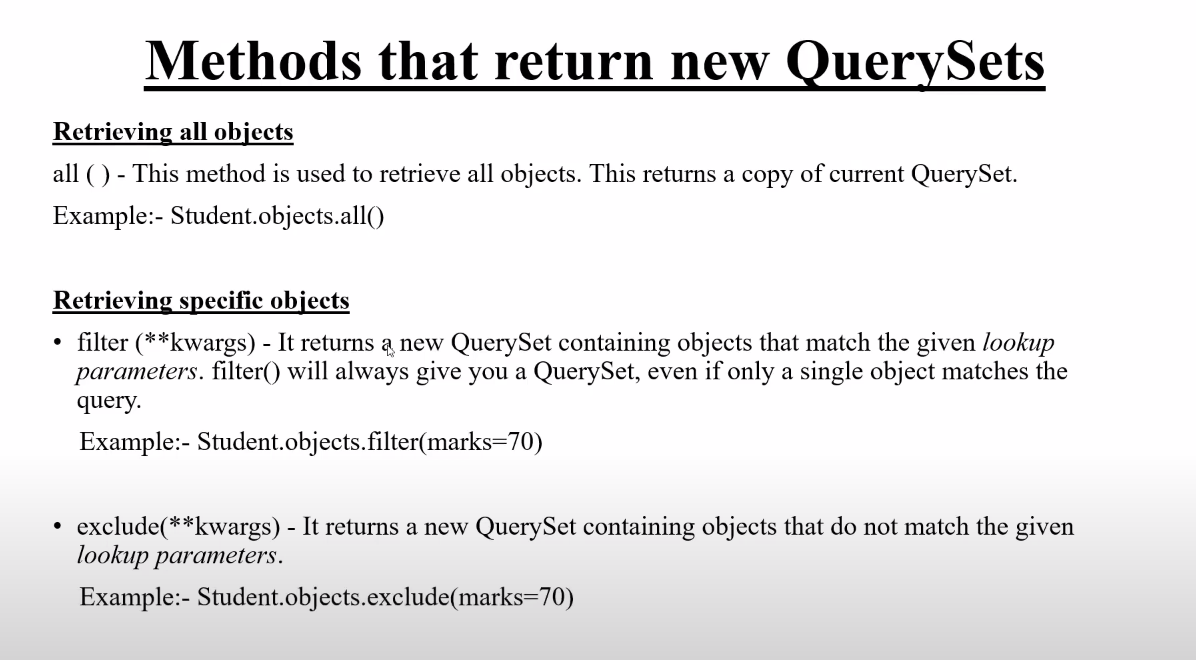 Methods that return new QuerySets
Retrieving all objects
all ( ) - This method is used to retrieve all objects. This returns a copy of current QuerySet.
Example:- Student.objects.all()
Retrieving specific objects
• filter (**kwargs) - It returns a new QuerySet containing objects that match the given lookup
parameters. filter() will always give you a QuerySet, even if only a single object matches the
query.
Example:- Student.objects.filter(marks=70)
• exclude(**kwargs) - It returns a new QuerySet containing objects that do not match the given
lookup parameters.
Example:- Student.objects.exclude(marks=70)